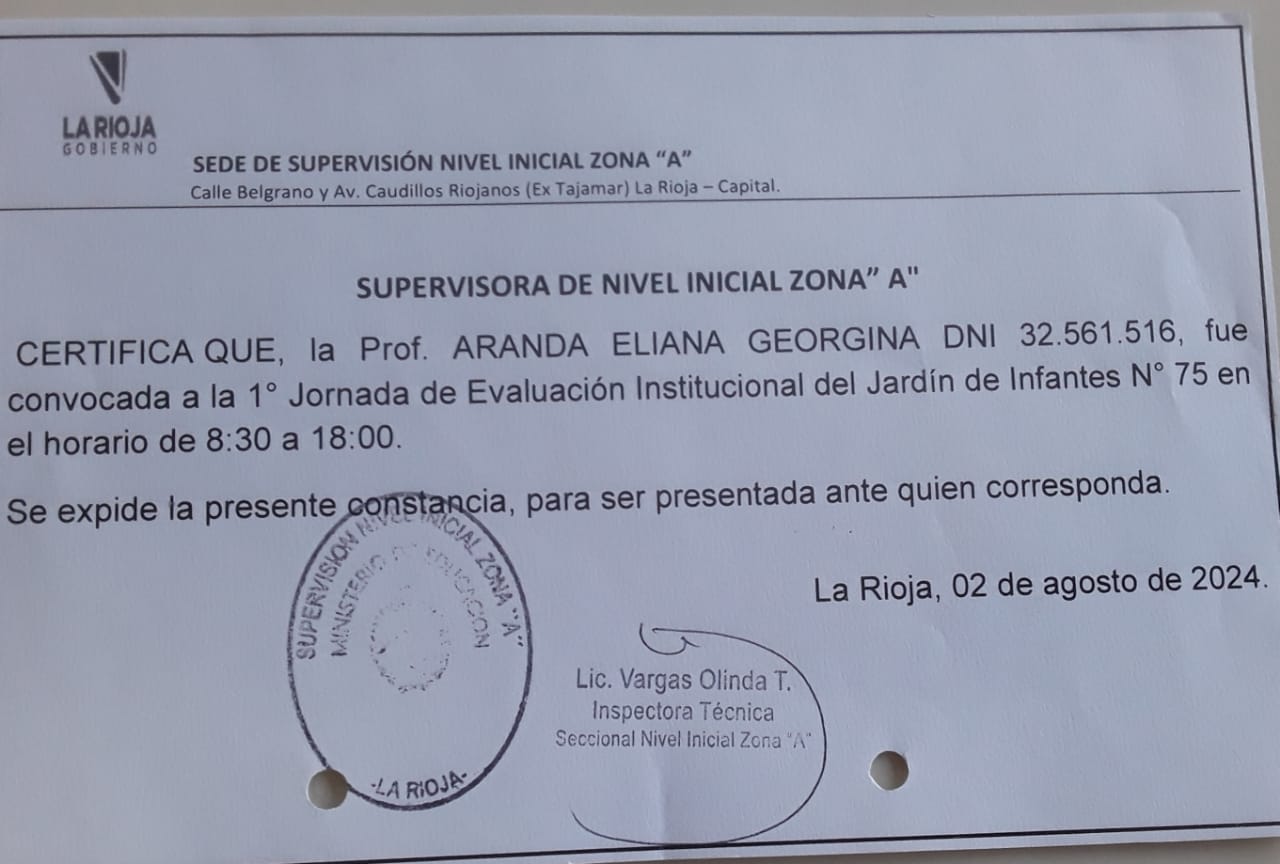 LA RIOJA
GOBIERNO
SEDE DE SUPERVISIÓN NIVEL INICIAL ZONA “A”
Calle Belgrano y Av. Caudillos Riojanos (Ex Tajamar) La Rioja – Capital.
SUPERVISORA DE NIVEL INICIAL ZONA” A"
CERTIFICA QUE, la Prof. ARANDA ELIANA GEORGINA DNI 32.561.516, fue
convocada a la 1° Jornada de Evaluación Institucional del Jardín de Infantes N° 75 en
el horario de 8:30 a 18:00.
Se expide la presente constancia, para ser presentada ante quien corresponda.
La Rioja, 02 de agosto de 2024.
SUPERVISION NIVEL INICIAL ZONA "A"
MINISTERIO DE EDUCACION
-LA RIOJA-
Lic. Vargas Olinda T.
Inspectora Técnica
Seccional Nivel Inicial Zona "A"